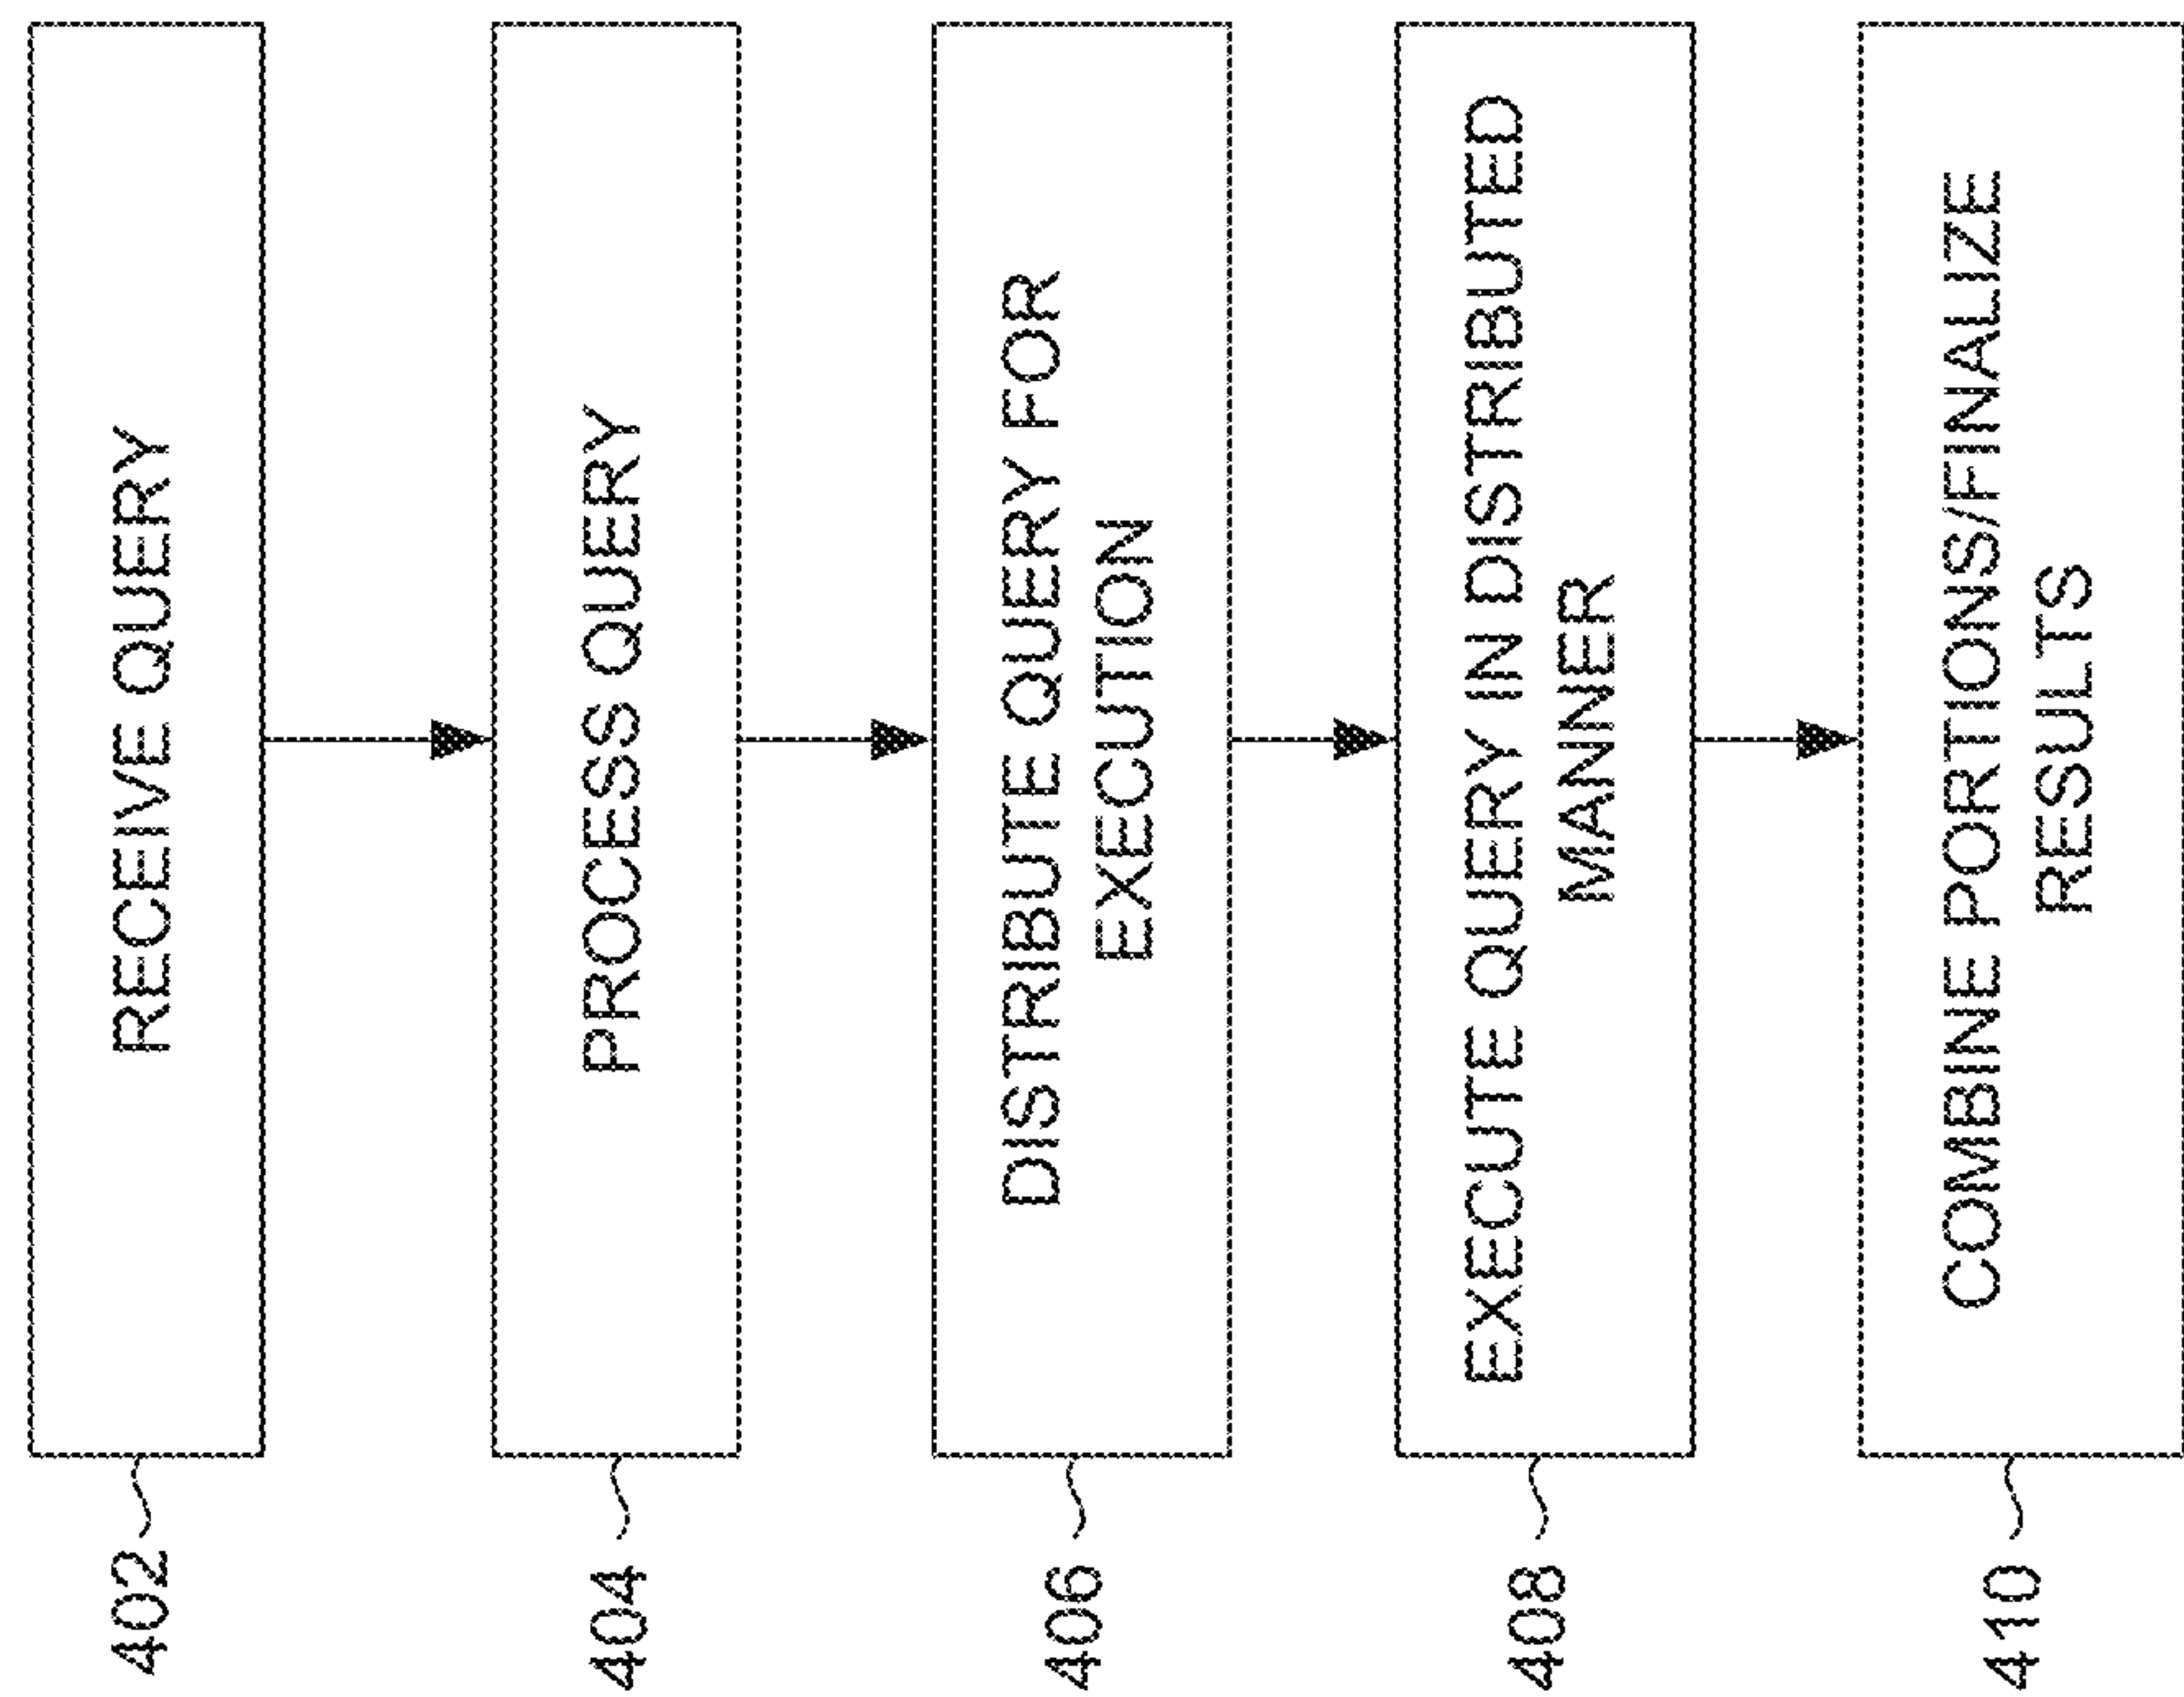 402
RECEIVE QUERY
404
PROCESS QUERY
406
DISTRIBUTE QUERY FOR
EXECUTION
408
EXECUTE QUERY IN DISTRIBUTED
MANNER
410
COMBINE PORTIONS/FINALIZE
RESULTS